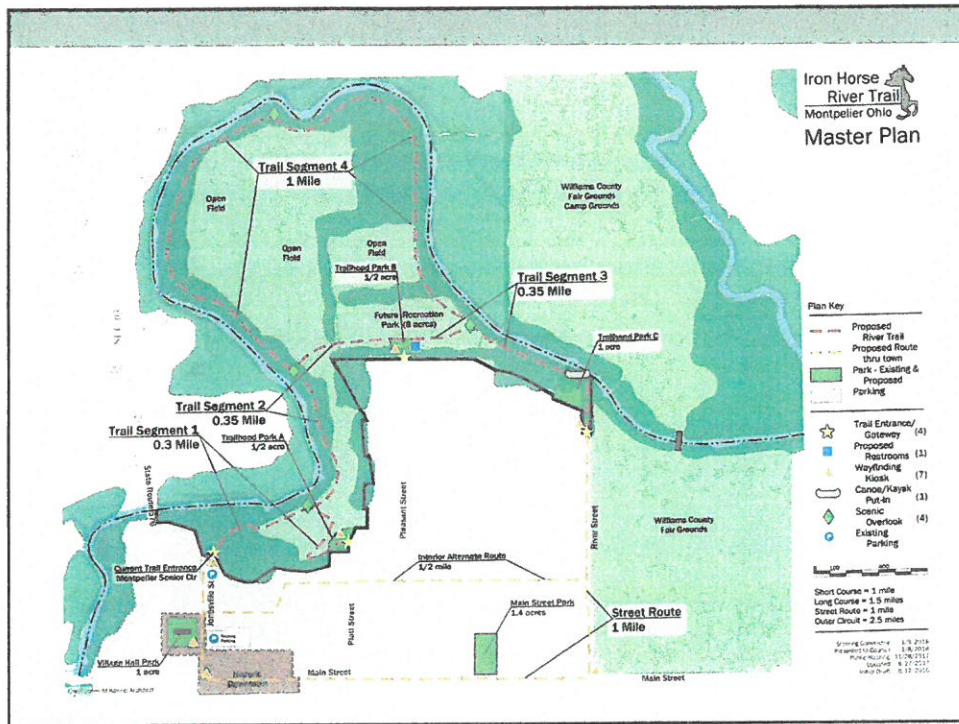 Iron Horse
River Trail
Montpelier Ohio
Master Plan
Trail Segment 4
1 Mile
Open
Field
Open
Field
Open
Field
Williams County
Fair Grounds
Camp Grounds
Trailhead Park B
1/2 acre
Trail Segment 3
0.35 Mile
Future Recreation
Park (8 acres)
Trailhead Park C
1 acre
Trail Segment 2
0.35 Mile
Trail Segment 1
0.3 Mile
Trailhead Park A
1/2 acre
State Route
Pleasant Street
River Street
Williams County
Fair Grounds
Current Trail Entrance
Montpelier Senior Ctr
Jonesville St
Interior Alternate Route
1/2 mile
Platt Street
Main Street Park
1.4 acres
Street Route
1 Mile
Village Hall Park
1 acre
Historic
Downtown
Main Street
Main Street
Plan Key
Proposed
River Trail
Proposed Route
thru town
Park - Existing &
Proposed
Parking
Trail Entrance/
Gateway (4)
Proposed
Restrooms (1)
Wayfinding
Kiosk (7)
Canoe/Kayak
Put-In (1)
Scenic
Overlook (4)
Existing
Parking
Short Course = 1 mile
Long Course = 1.5 miles
Street Route = 1 mile
Outer Circuit = 2.5 miles